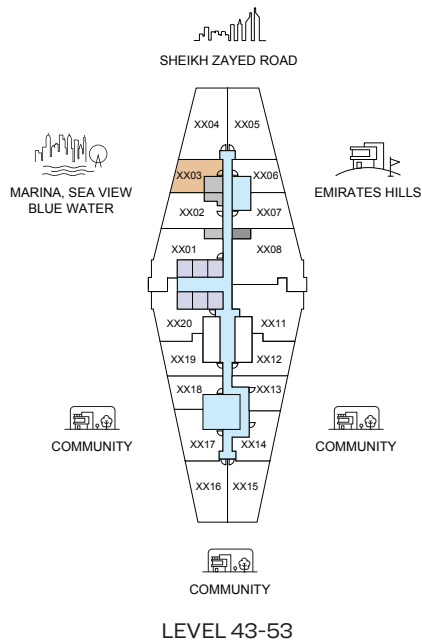 SHEIKH ZAYED ROAD
XX04
XX05
XX03
XX06
MARINA, SEA VIEW
BLUE WATER
EMIRATES HILLS
XX02
XX07
XX01
XX08
XX20
XX11
XX19
XX12
XX18
XX13
COMMUNITY
COMMUNITY
XX17
XX14
XX16
XX15
COMMUNITY
LEVEL 43-53